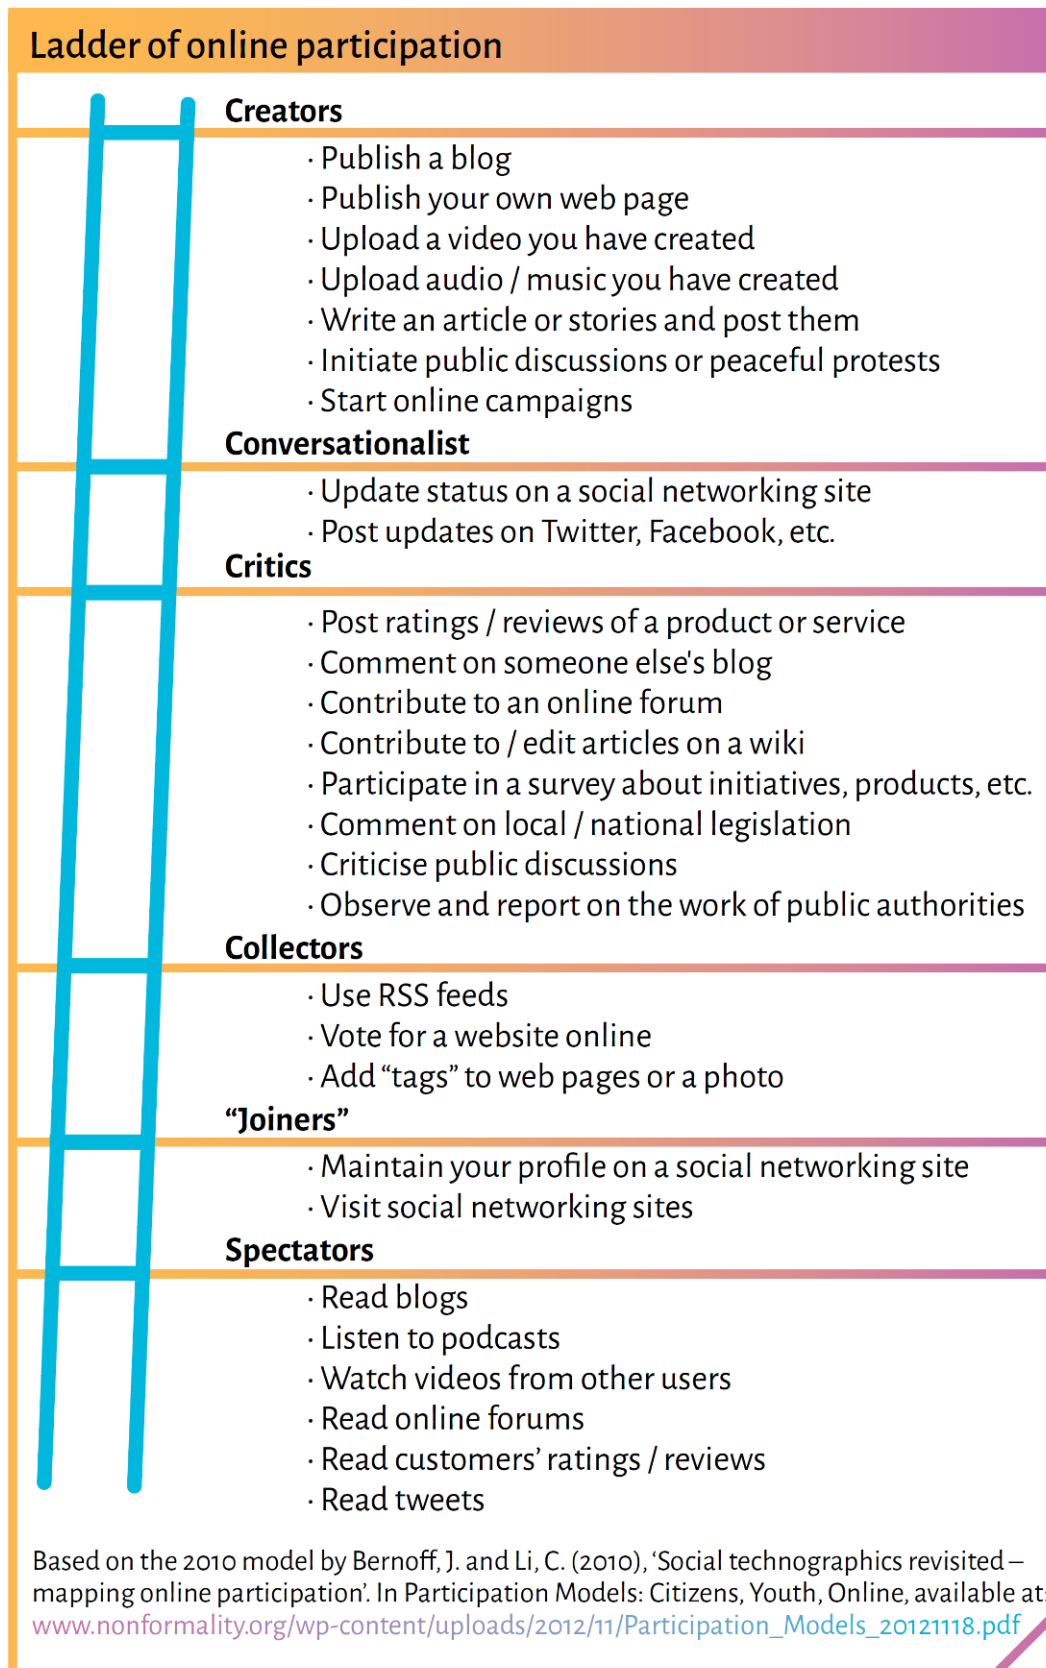 Ladder of online participation
Creators
· Publish a blog
· Publish your own web page
· Upload a video you have created
· Upload audio / music you have created
· Write an article or stories and post them
· Initiate public discussions or peaceful protests
· Start online campaigns
Conversationalist
· Update status on a social networking site
· Post updates on Twitter, Facebook, etc.
Critics
· Post ratings / reviews of a product or service
· Comment on someone else's blog
· Contribute to an online forum
· Contribute to / edit articles on a wiki
· Participate in a survey about initiatives, products, etc.
· Comment on local / national legislation
· Criticise public discussions
· Observe and report on the work of public authorities
Collectors
· Use RSS feeds
· Vote for a website online
· Add “tags” to web pages or a photo
“Joiners”
· Maintain your profile on a social networking site
· Visit social networking sites
Spectators
· Read blogs
· Listen to podcasts
· Watch videos from other users
· Read online forums
· Read customers’ ratings / reviews
· Read tweets
Based on the 2010 model by Bernoff, J. and Li, C. (2010), ‘Social technographics revisited –
mapping online participation’. In Participation Models: Citizens, Youth, Online, available at:
www.nonformality.org/wp-content/uploads/2012/11/Participation_Models_20121118.pdf